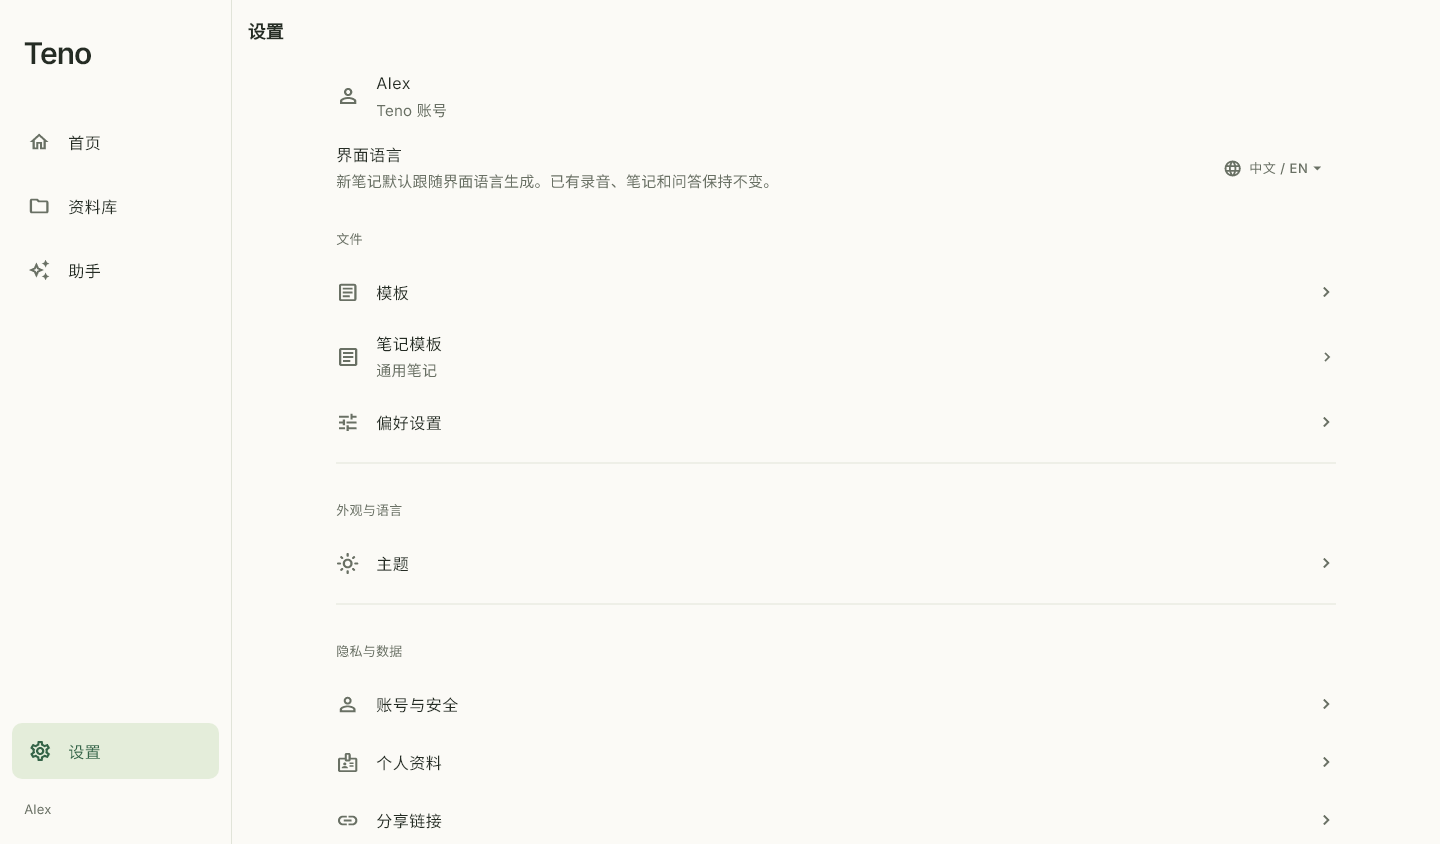 Teno
首页
资料库
助手
设置
Alex
设置
Alex
Teno 账号
界面语言
新笔记默认跟随界面语言生成。已有录音、笔记和问答保持不变。
中文 / EN
文件
模板
笔记模板
通用笔记
偏好设置
外观与语言
主题
隐私与数据
账号与安全
个人资料
分享链接